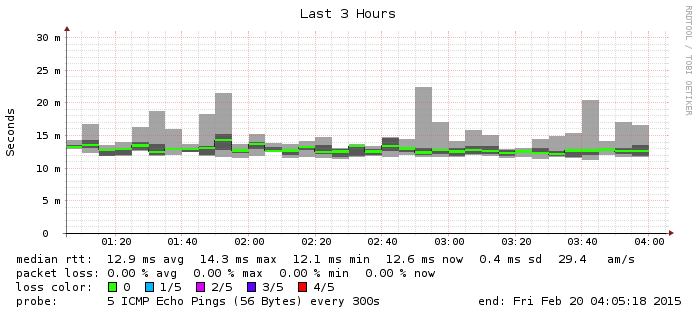 Last 3 Hours
RRDTOOL / TOBI OETIKER
Seconds
30 m
25 m
20 m
15 m
10 m
5 m
0
01:20 01:40 02:00 02:20 02:40 03:00 03:20 03:40 04:00
median rtt: 12.9 ms avg 14.3 ms max 12.1 ms min 12.6 ms now 0.4 ms sd 29.4 am/s
packet loss: 0.00 % avg 0.00 % max 0.00 % min 0.00 % now
loss color: 0 1/5 2/5 3/5 4/5
probe: 5 ICMP Echo Pings (56 Bytes) every 300s end: Fri Feb 20 04:05:18 2015